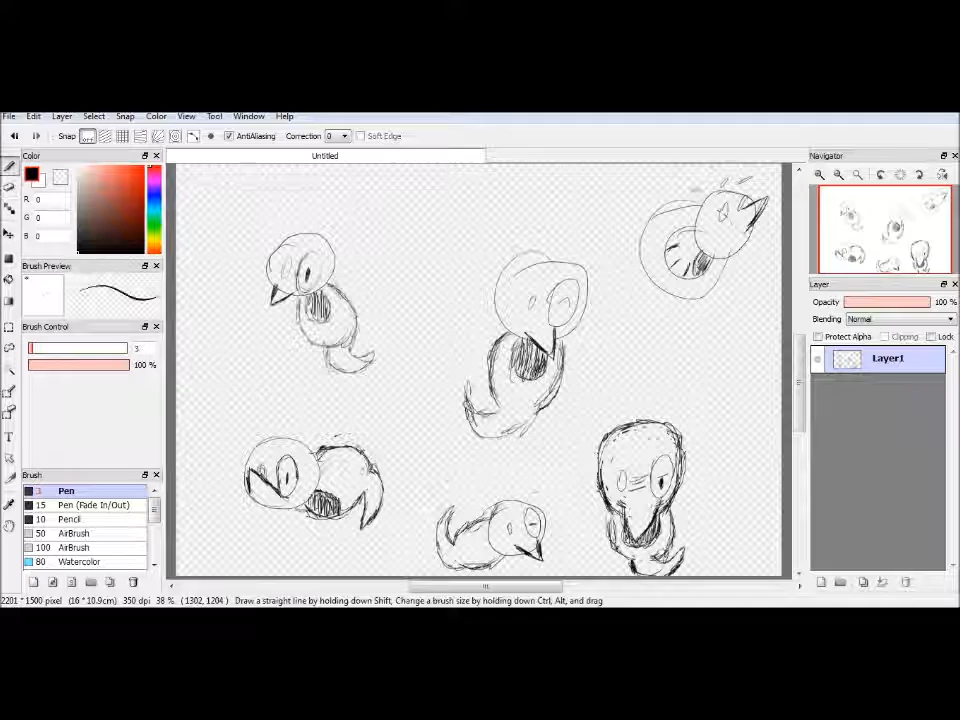 File Edit Layer Select Snap Color View Tool Window Help
Snap OFF AntiAliasing Correction 0 Soft Edge
Color
R 0
G 0
B 0
Brush Preview
Brush Control
3
100 %
Brush
3 Pen
15 Pen (Fade In/Out)
10 Pencil
50 AirBrush
100 AirBrush
80 Watercolor
Untitled
Navigator
Layer
Opacity 100 %
Blending Normal
Protect Alpha Clipping Lock
Layer1
2201 * 1500 pixel (16 * 10.9cm) 350 dpi 38 % ( 1302, 1204 ) Draw a straight line by holding down Shift, Change a brush size by holding down Ctrl, Alt, and drag